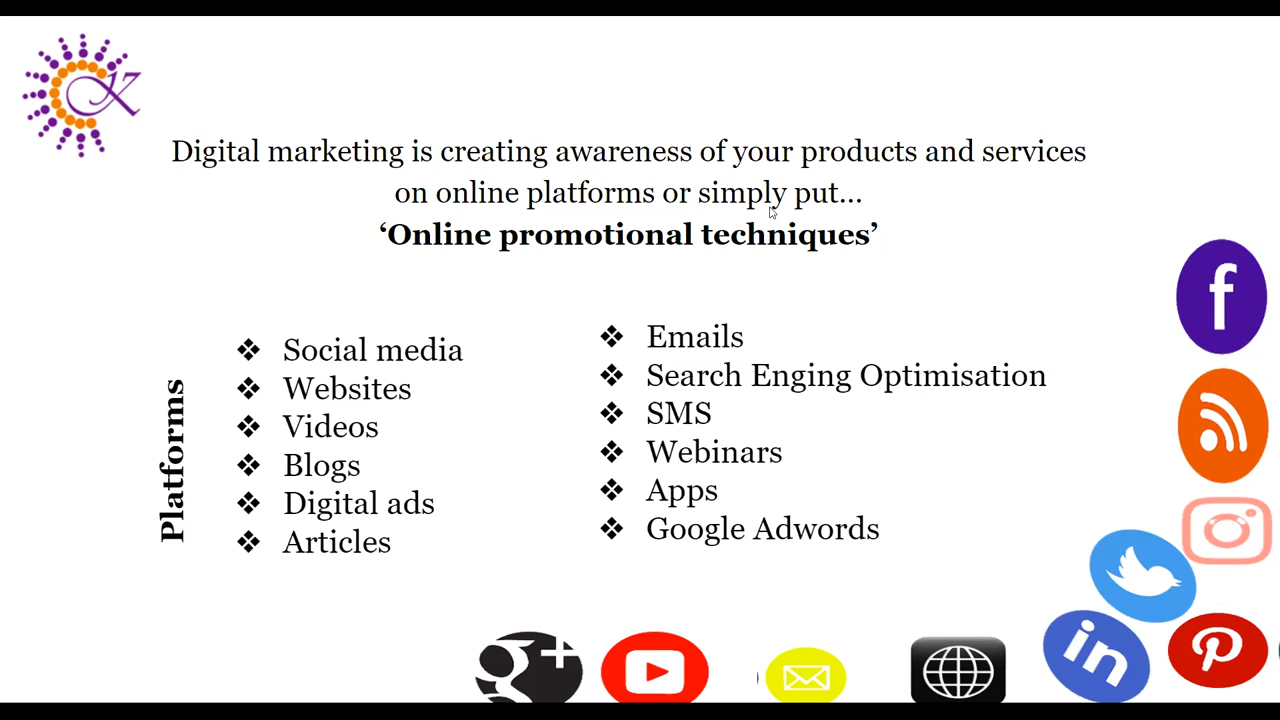 Digital marketing is creating awareness of your products and services
on online platforms or simply put...
‘Online promotional techniques’
Platforms
❖ Social media
❖ Websites
❖ Videos
❖ Blogs
❖ Digital ads
❖ Articles
❖ Emails
❖ Search Enging Optimisation
❖ SMS
❖ Webinars
❖ Apps
❖ Google Adwords
f
in
g+